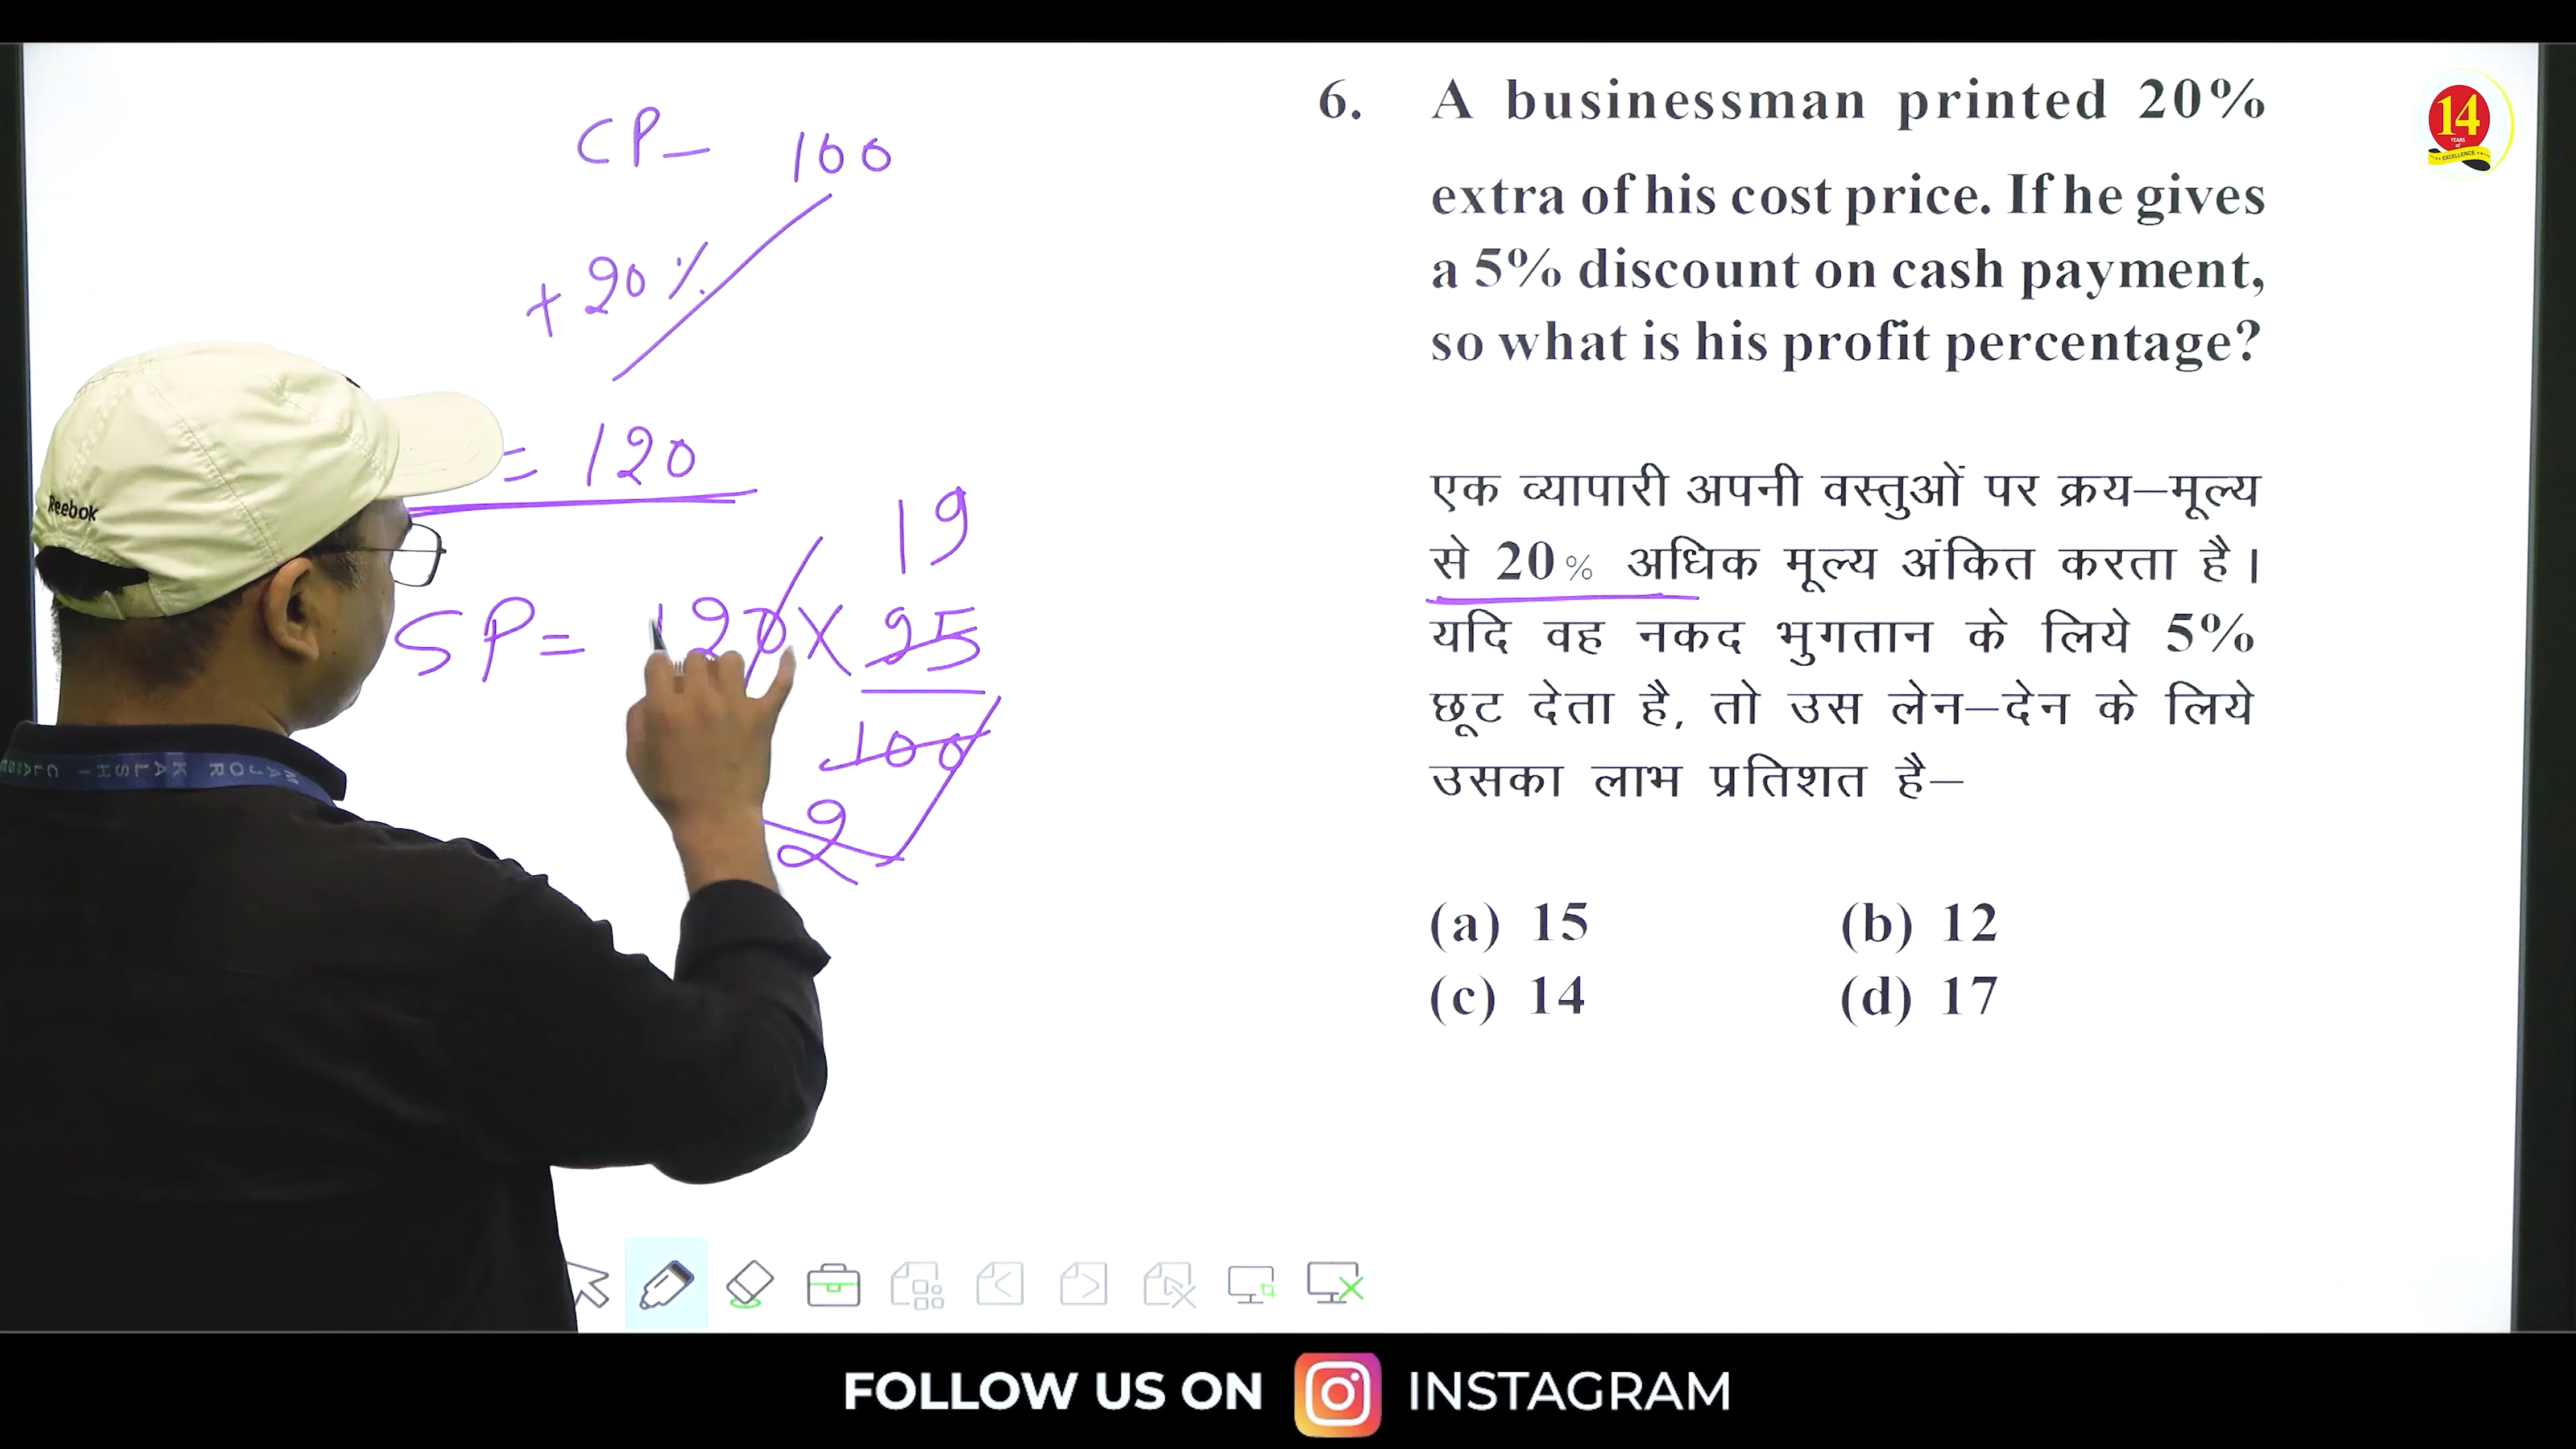 CP- 100
+20%
= 120
19
SP= 120 X 95
100
2
6. A businessman printed 20%
extra of his cost price. If he gives
a 5% discount on cash payment,
so what is his profit percentage?
एक व्यापारी अपनी वस्तुओं पर क्रय–मूल्य
से 20% अधिक मूल्य अंकित करता है।
यदि वह नकद भुगतान के लिये 5%
छूट देता है, तो उस लेन–देन के लिये
उसका लाभ प्रतिशत है–
(a) 15 (b) 12
(c) 14 (d) 17
14
YEARS
of
EXCELLENCE
Reebok
FOLLOW US ON INSTAGRAM